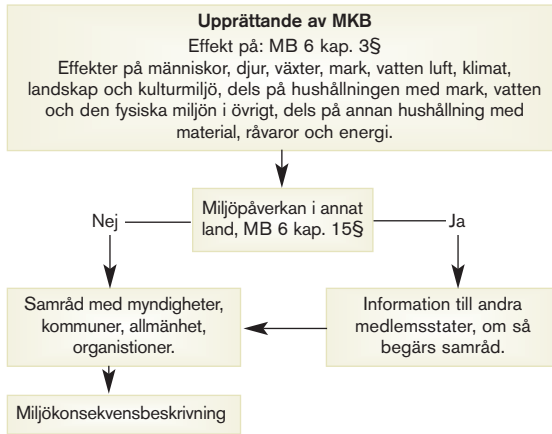 Upprättande av MKB
Effekt på: MB 6 kap. 3§
Effekter på människor, djur, växter, mark, vatten luft, klimat,
landskap och kulturmiljö, dels på hushållningen med mark, vatten
och den fysiska miljön i övrigt, dels på annan hushållning med
material, råvaror och energi.
Nej
Miljöpåverkan i annat
land, MB 6 kap. 15§
Ja
Samråd med myndigheter,
kommuner, allmänhet,
organistioner.
Information till andra
medlemsstater, om så
begärs samråd.
Miljökonsekvensbeskrivning